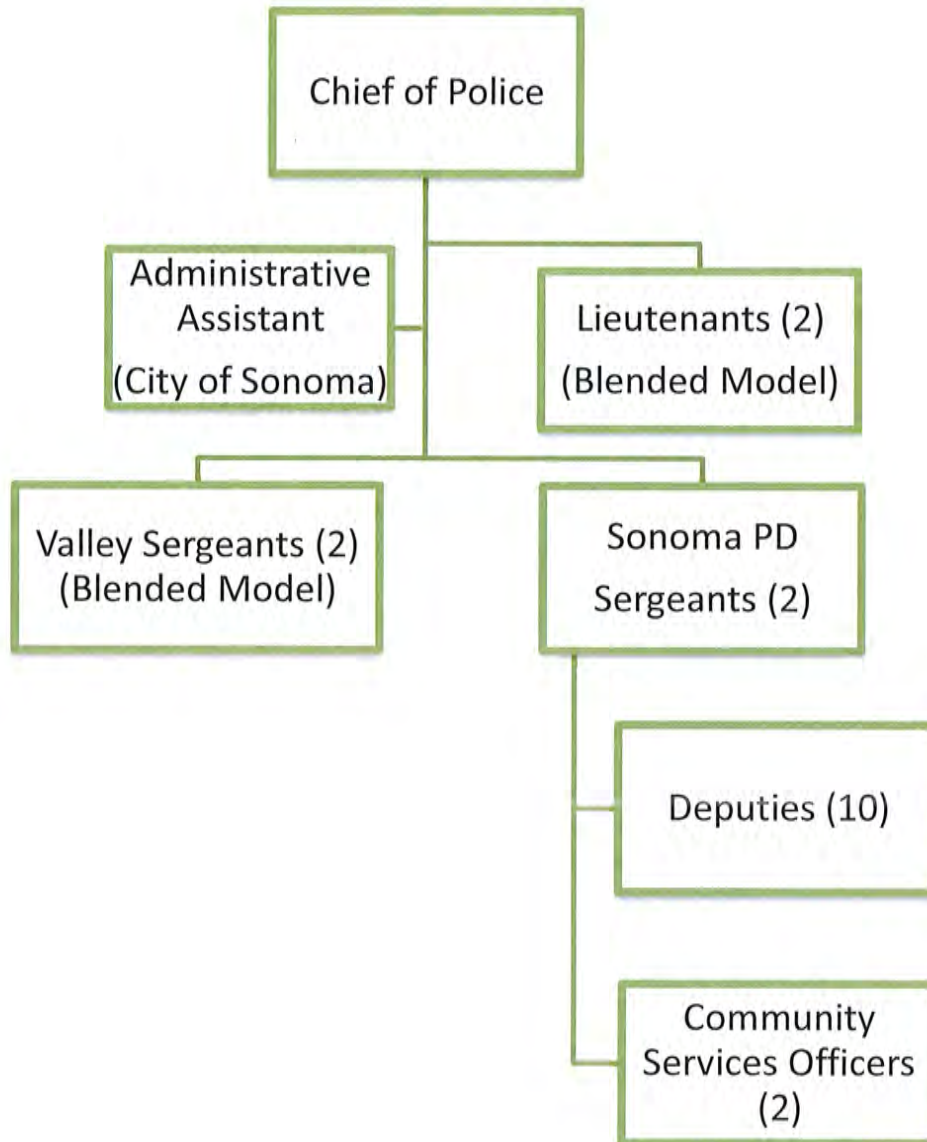 Chief of Police
Administrative
Assistant
(City of Sonoma)
Lieutenants (2)
(Blended Model)
Valley Sergeants (2)
(Blended Model)
Sonoma PD
Sergeants (2)
Deputies (10)
Community
Services Officers
(2)